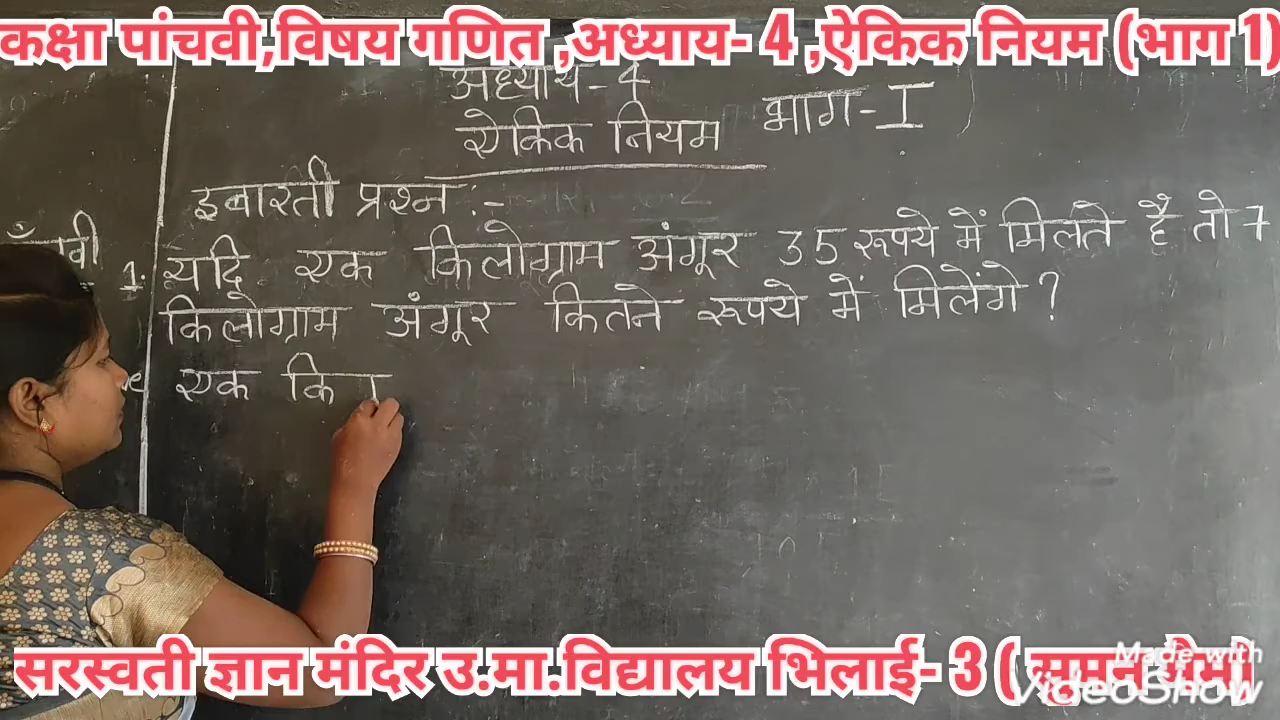 कक्षा पांचवी,विषय गणित ,अध्याय- 4 ,ऐकिक नियम (भाग 1)
अध्याय - 4
ऐकिक नियम भाग-I
इबारती प्रश्न :-
1. यदि एक किलोग्राम अंगूर 35 रूपये में मिलते है तो 7
किलोग्राम अंगूर कितने रूपये में मिलेंगे ?
एक कि
सरस्वती ज्ञान मंदिर उ.मा.विद्यालय भिलाई- 3 (
Made with
VideoShow